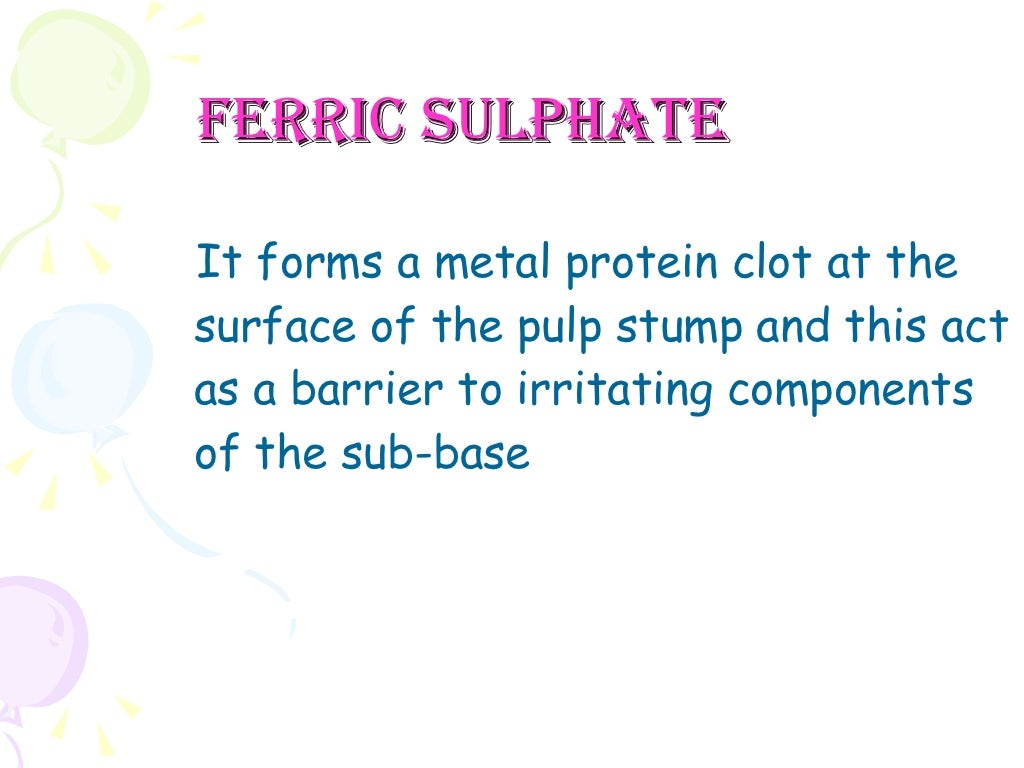 FERRIC SULPHATE
It forms a metal protein clot at the
surface of the pulp stump and this act
as a barrier to irritating components
of the sub-base